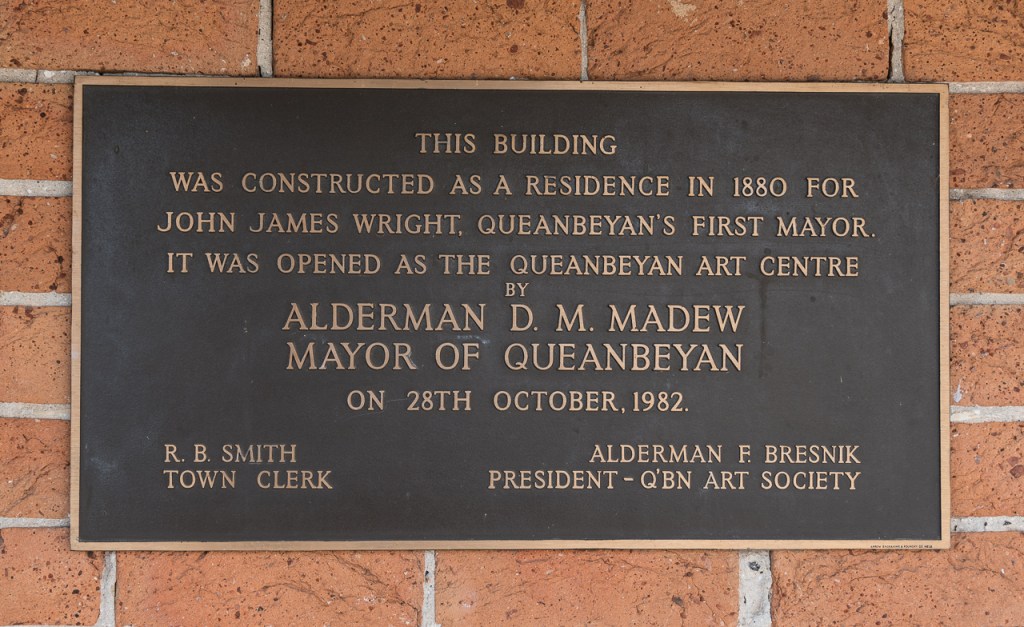 THIS BUILDING
WAS CONSTRUCTED AS A RESIDENCE IN 1880 FOR
JOHN JAMES WRIGHT, QUEANBEYAN'S FIRST MAYOR.
IT WAS OPENED AS THE QUEANBEYAN ART CENTRE
BY
ALDERMAN D. M. MADEW
MAYOR OF QUEANBEYAN
ON 28TH OCTOBER, 1982.
R. B. SMITH
TOWN CLERK
ALDERMAN F. BRESNIK
PRESIDENT - Q'BN ART SOCIETY